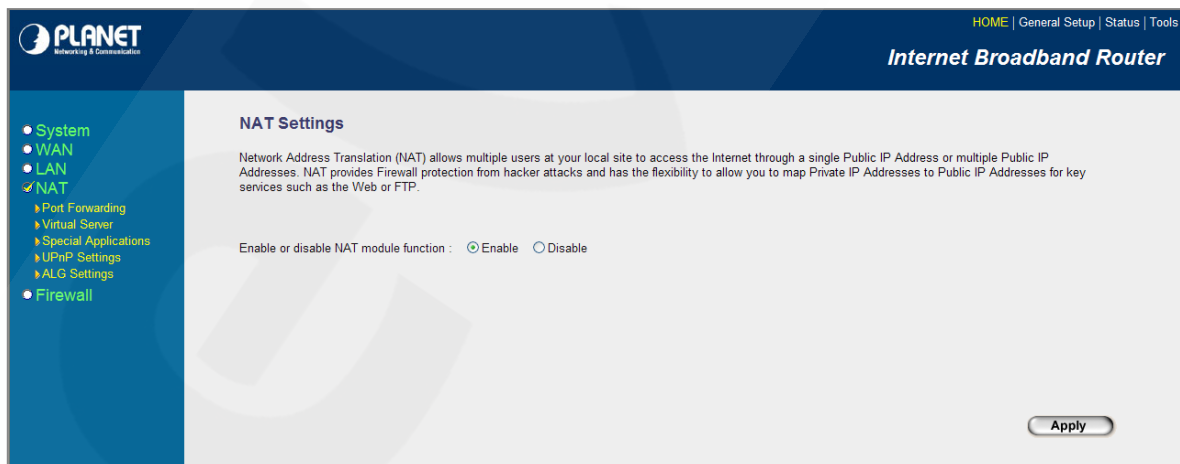 PLANET
Networking & Communication
HOME | General Setup | Status | Tools
Internet Broadband Router
System
WAN
LAN
NAT
Port Forwarding
Virtual Server
Special Applications
UPnP Settings
ALG Settings
Firewall
NAT Settings
Network Address Translation (NAT) allows multiple users at your local site to access the Internet through a single Public IP Address or multiple Public IP
Addresses. NAT provides Firewall protection from hacker attacks and has the flexibility to allow you to map Private IP Addresses to Public IP Addresses for key
services such as the Web or FTP.
Enable or disable NAT module function : Enable Disable
Apply